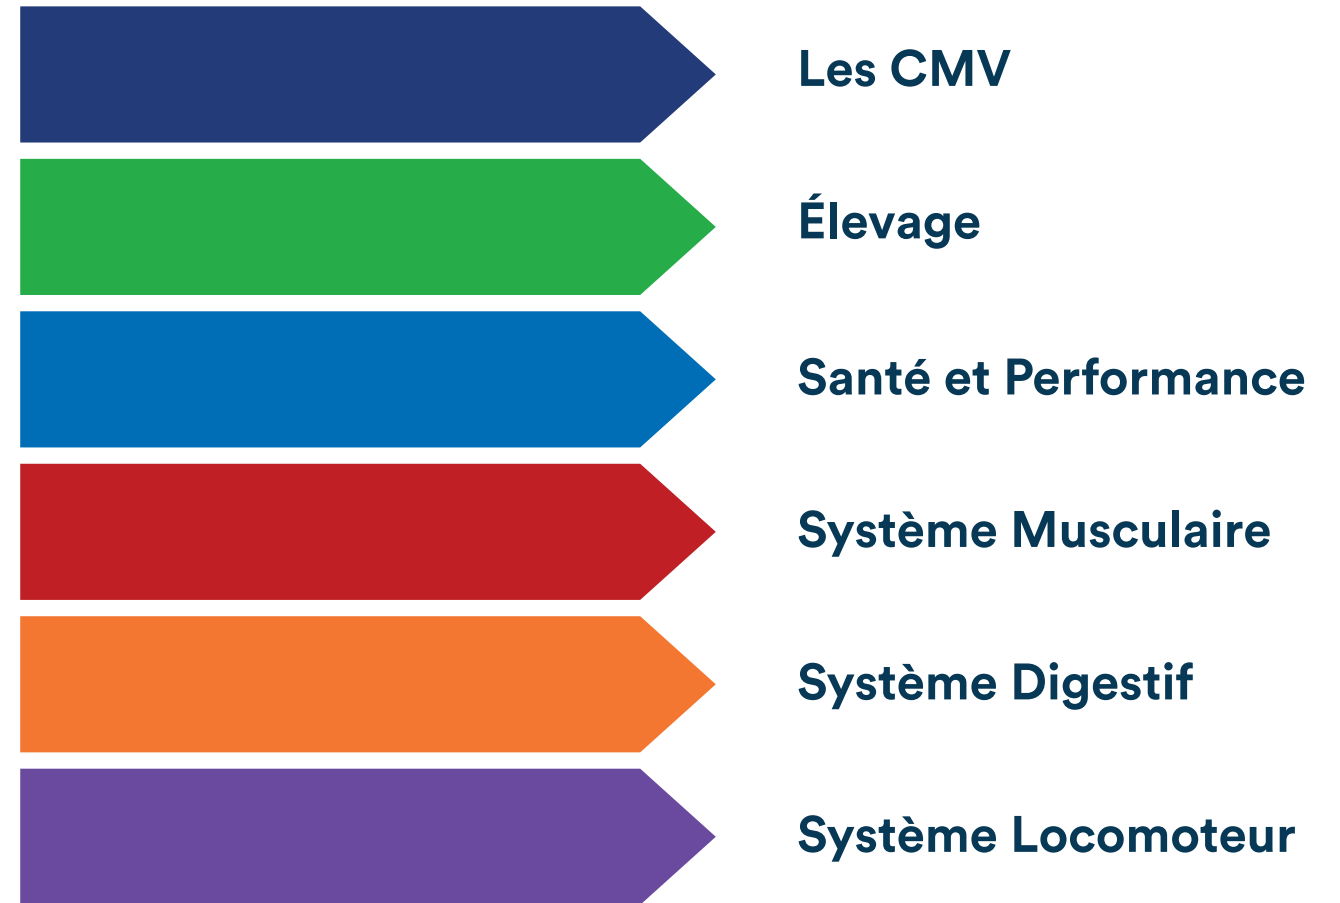 Les CMV
Élevage
Santé et Performance
Système Musculaire
Système Digestif
Système Locomoteur